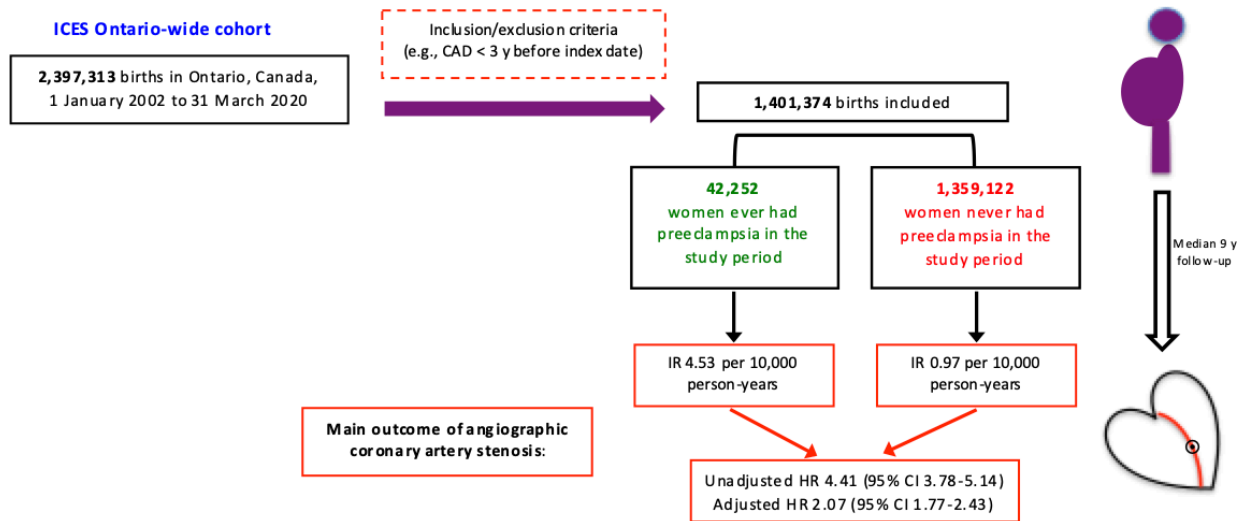 ICES Ontario-wide cohort
2,397,313 births in Ontario, Canada,
1 January 2002 to 31 March 2020
Inclusion/exclusion criteria
(e.g., CAD < 3 y before index date)
1,401,374 births included
42,252
women ever had
preeclampsia in the
study period
1,359,122
women never had
preeclampsia in the
study period
Median 9 y
follow-up
IR 4.53 per 10,000
person-years
IR 0.97 per 10,000
person-years
Main outcome of angiographic
coronary artery stenosis:
Unadjusted HR 4.41 (95% CI 3.78-5.14)
Adjusted HR 2.07 (95% CI 1.77-2.43)